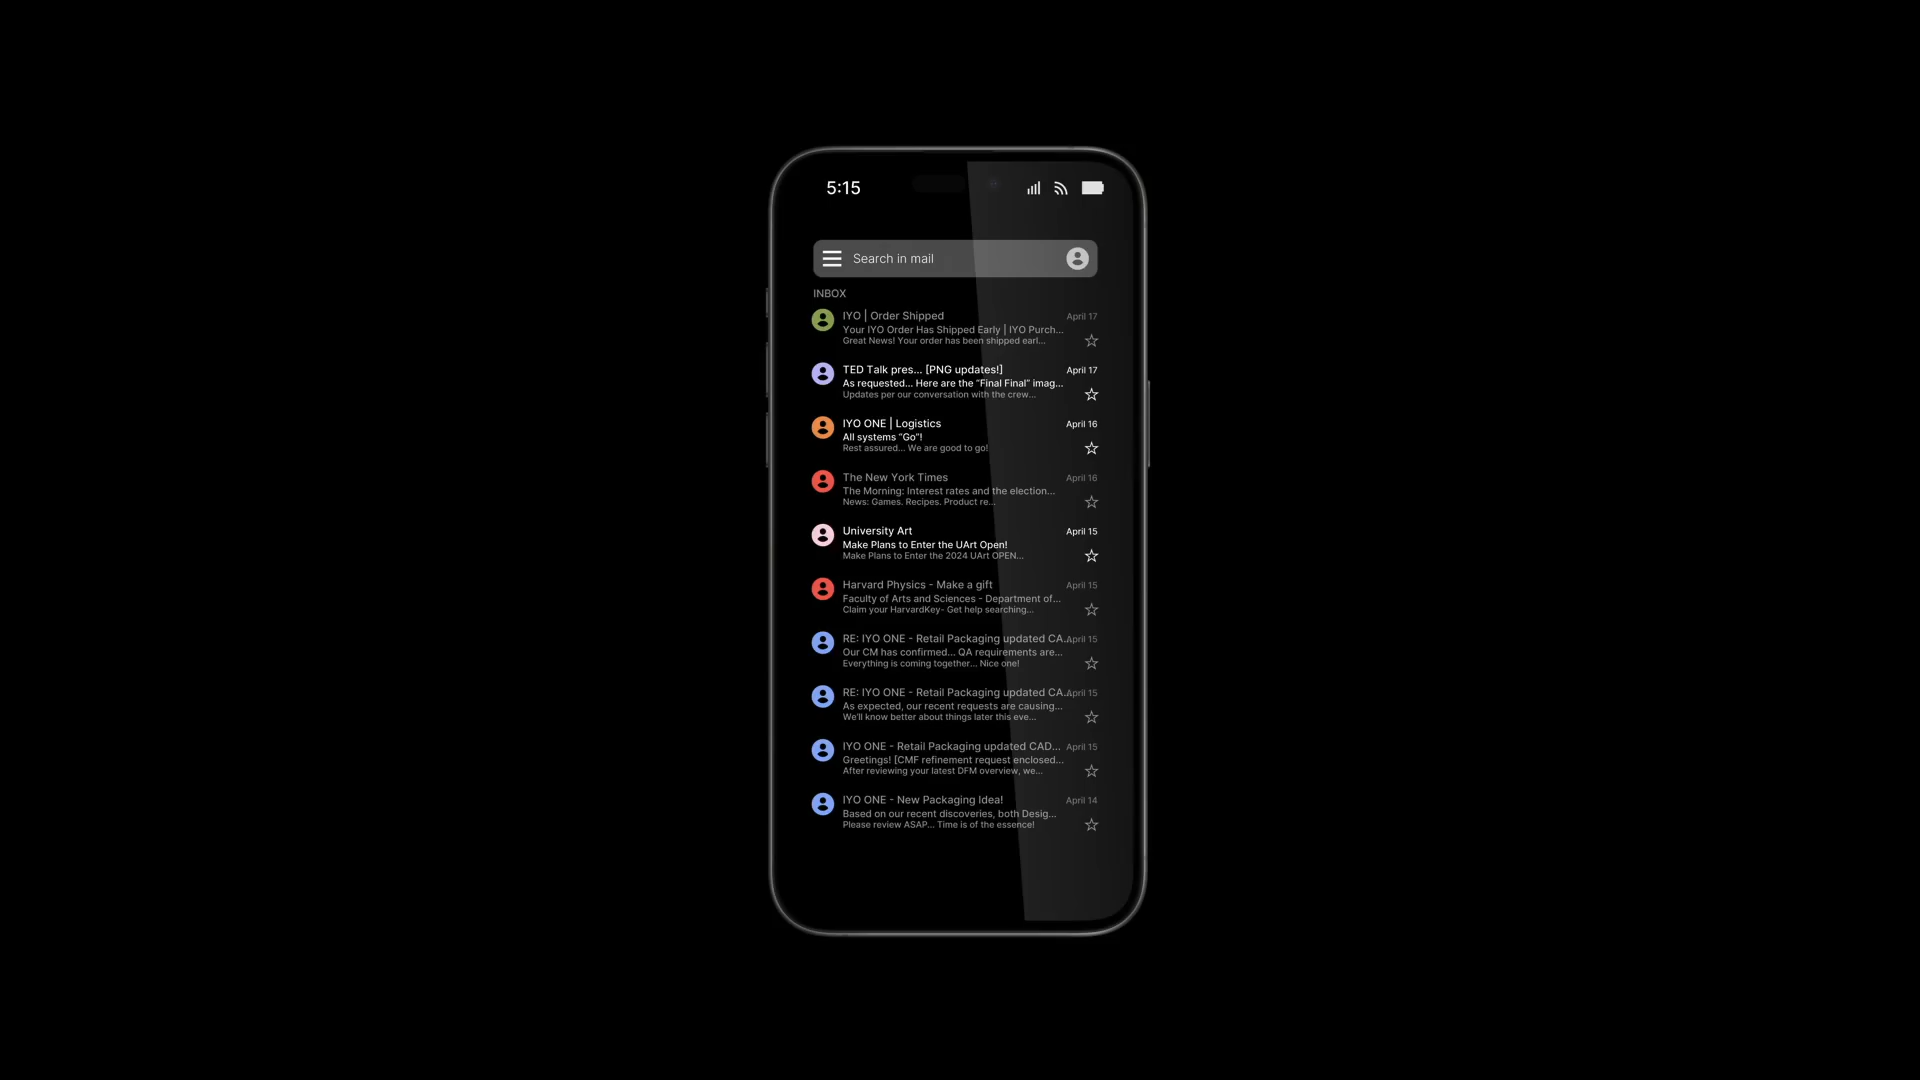 5:15
Search in mail
INBOX
IYO | Order Shipped April 17
Your IYO Order Has Shipped Early | IYO Purch...
Great News! Your order has been shipped earl...
TED Talk pres... [PNG updates!] April 17
As requested... Here are the “Final Final” imag...
Updates per our conversation with the crew...
IYO ONE | Logistics April 16
All systems “Go”!
Rest assured... We are good to go!
The New York Times April 16
The Morning: Interest rates and the election...
News: Games. Recipes. Product re...
University Art April 15
Make Plans to Enter the UArt Open!
Make Plans to Enter the 2024 UArt OPEN...
Harvard Physics - Make a gift April 15
Faculty of Arts and Sciences - Department of...
Claim your HarvardKey- Get help searching...
RE: IYO ONE - Retail Packaging updated CA... April 15
Our CM has confirmed... QA requirements are...
Everything is coming together... Nice one!
RE: IYO ONE - Retail Packaging updated CA... April 15
As expected, our recent requests are causing...
We'll know better about things later this eve...
IYO ONE - Retail Packaging updated CAD... April 15
Greetings! [CMF refinement request enclosed...
After reviewing your latest DFM overview, we...
IYO ONE - New Packaging Idea! April 14
Based on our recent discoveries, both Desig...
Please review ASAP... Time is of the essence!